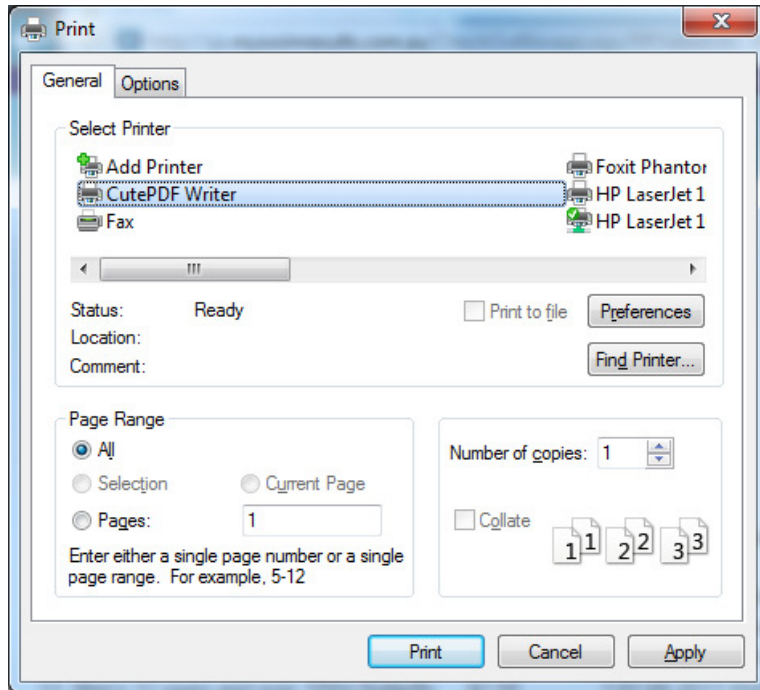 Print
General Options
Select Printer
Add Printer Foxit Phantor
CutePDF Writer HP LaserJet 1
Fax HP LaserJet 1
Status: Ready Print to file Preferences
Location:
Comment: Find Printer...
Page Range
All Number of copies: 1
Selection Current Page
Pages: 1 Collate 1 1 2 2 3 3
Enter either a single page number or a single
page range. For example, 5-12
Print Cancel Apply